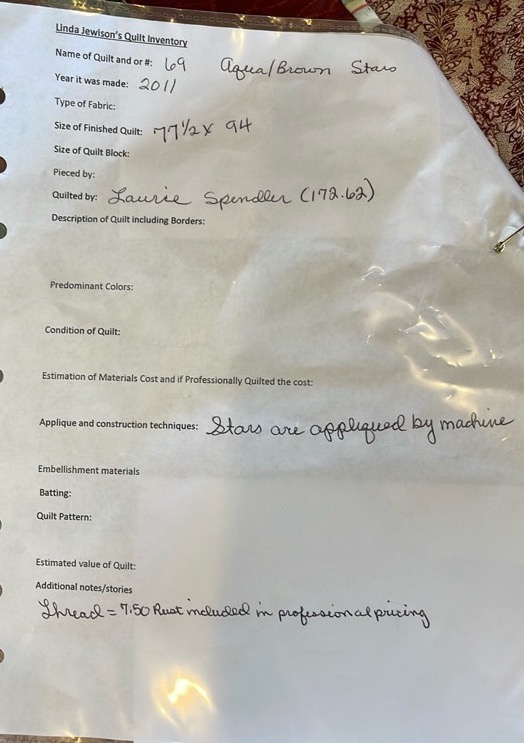 Linda Jewison's Quilt Inventory
Name of Quilt and or #: 69 Aqua/Brown Stars
Year it was made: 2011
Type of Fabric:
Size of Finished Quilt: 77 1/2 x 94
Size of Quilt Block:
Pieced by:
Quilted by: Laurie Spendler (172.62)
Description of Quilt including Borders:
Predominant Colors:
Condition of Quilt:
Estimation of Materials Cost and if Professionally Quilted the cost:
Applique and construction techniques: Stars are appliqued by machine
Embellishment materials
Batting:
Quilt Pattern:
Estimated value of Quilt:
Additional notes/stories
Thread = 7.50 Rust included in professional pricing